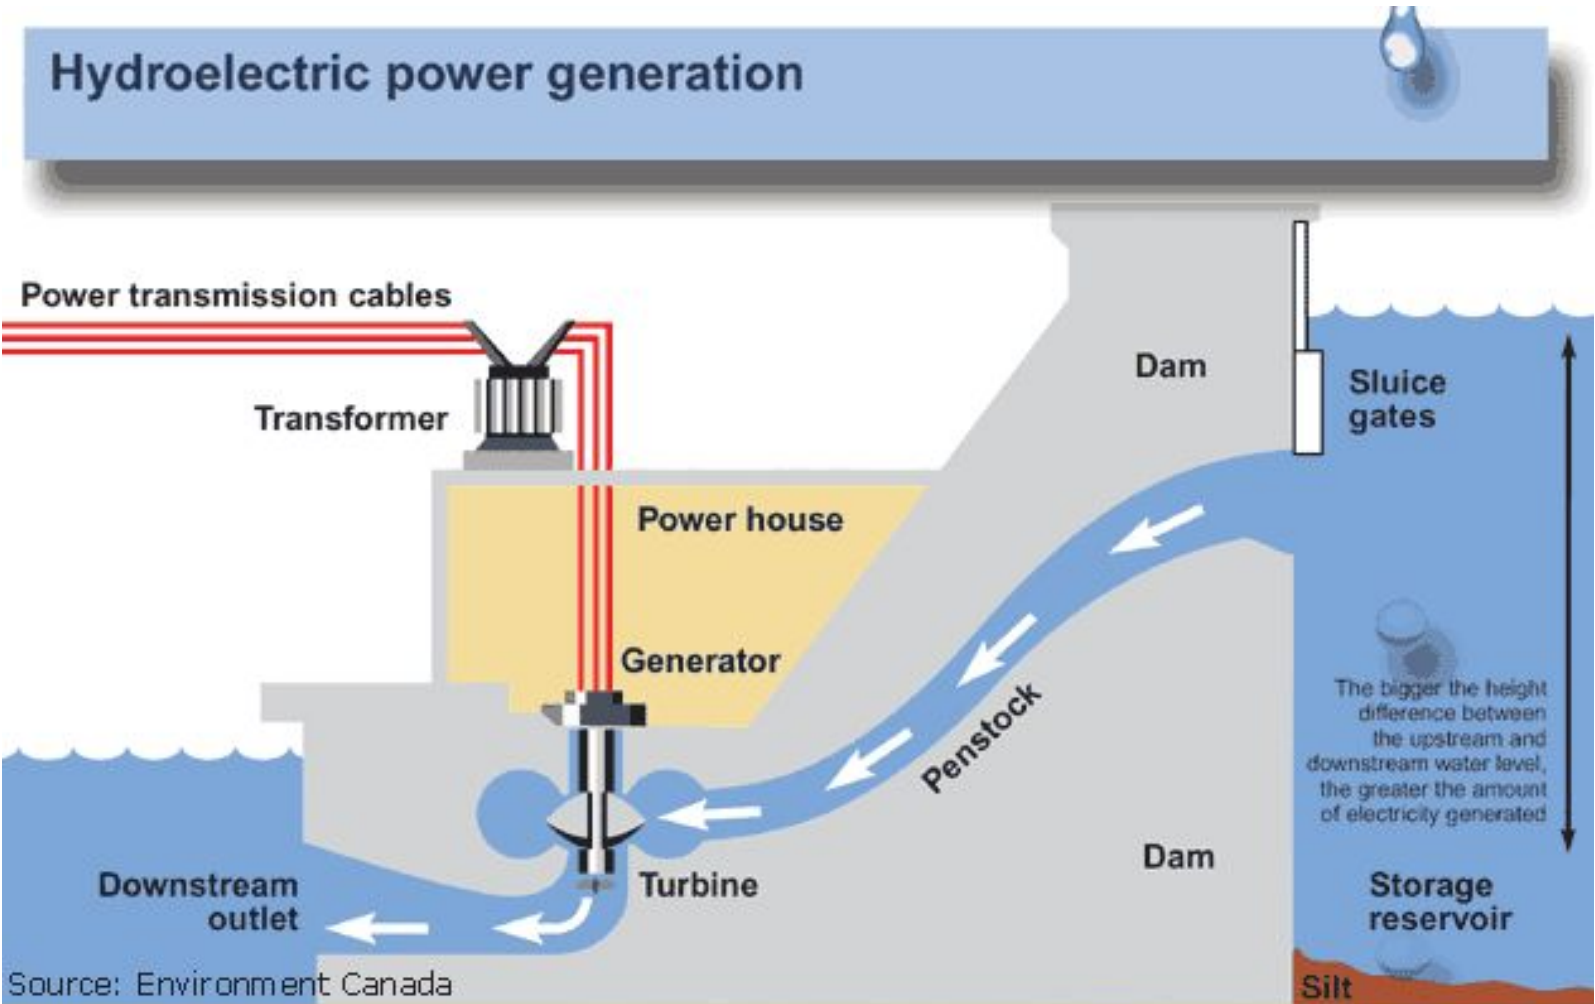 Hydroelectric power generation
Power transmission cables
Transformer
Dam
Sluice
gates
Power house
Generator
Penstock
The bigger the height
difference between
the upstream and
downstream water level,
the greater the amount
of electricity generated
Turbine
Dam
Downstream
outlet
Storage
reservoir
Source: Environment Canada
Silt